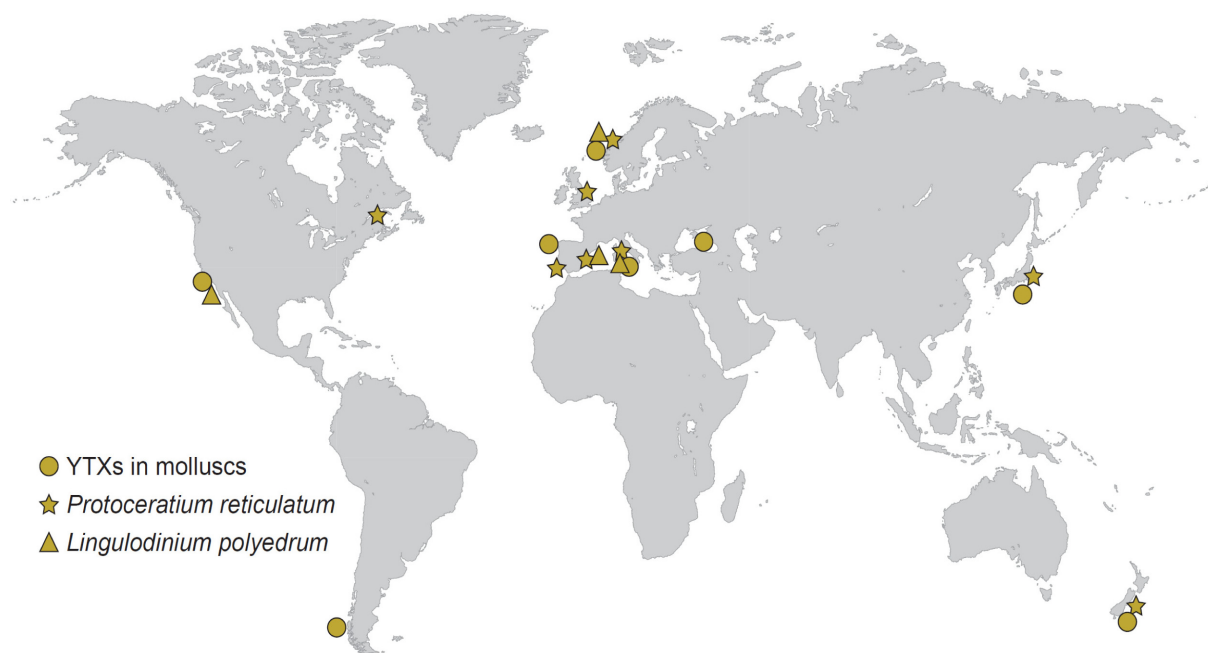 YTXs in molluscs
Protoceratium reticulatum
Lingulodinium polyedrum